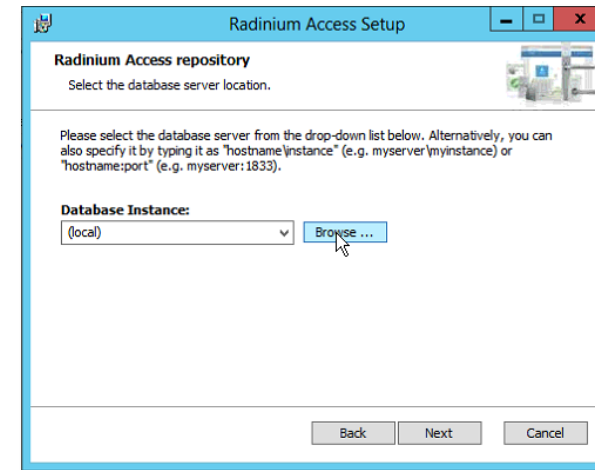 Radinium Access Setup
Radinium Access repository
Select the database server location.
Please select the database server from the drop-down list below. Alternatively, you can
also specify it by typing it as "hostname\instance" (e.g. myserver\myinstance) or
"hostname:port" (e.g. myserver:1833).
Database Instance:
(local)
Browse ...
Back
Next
Cancel